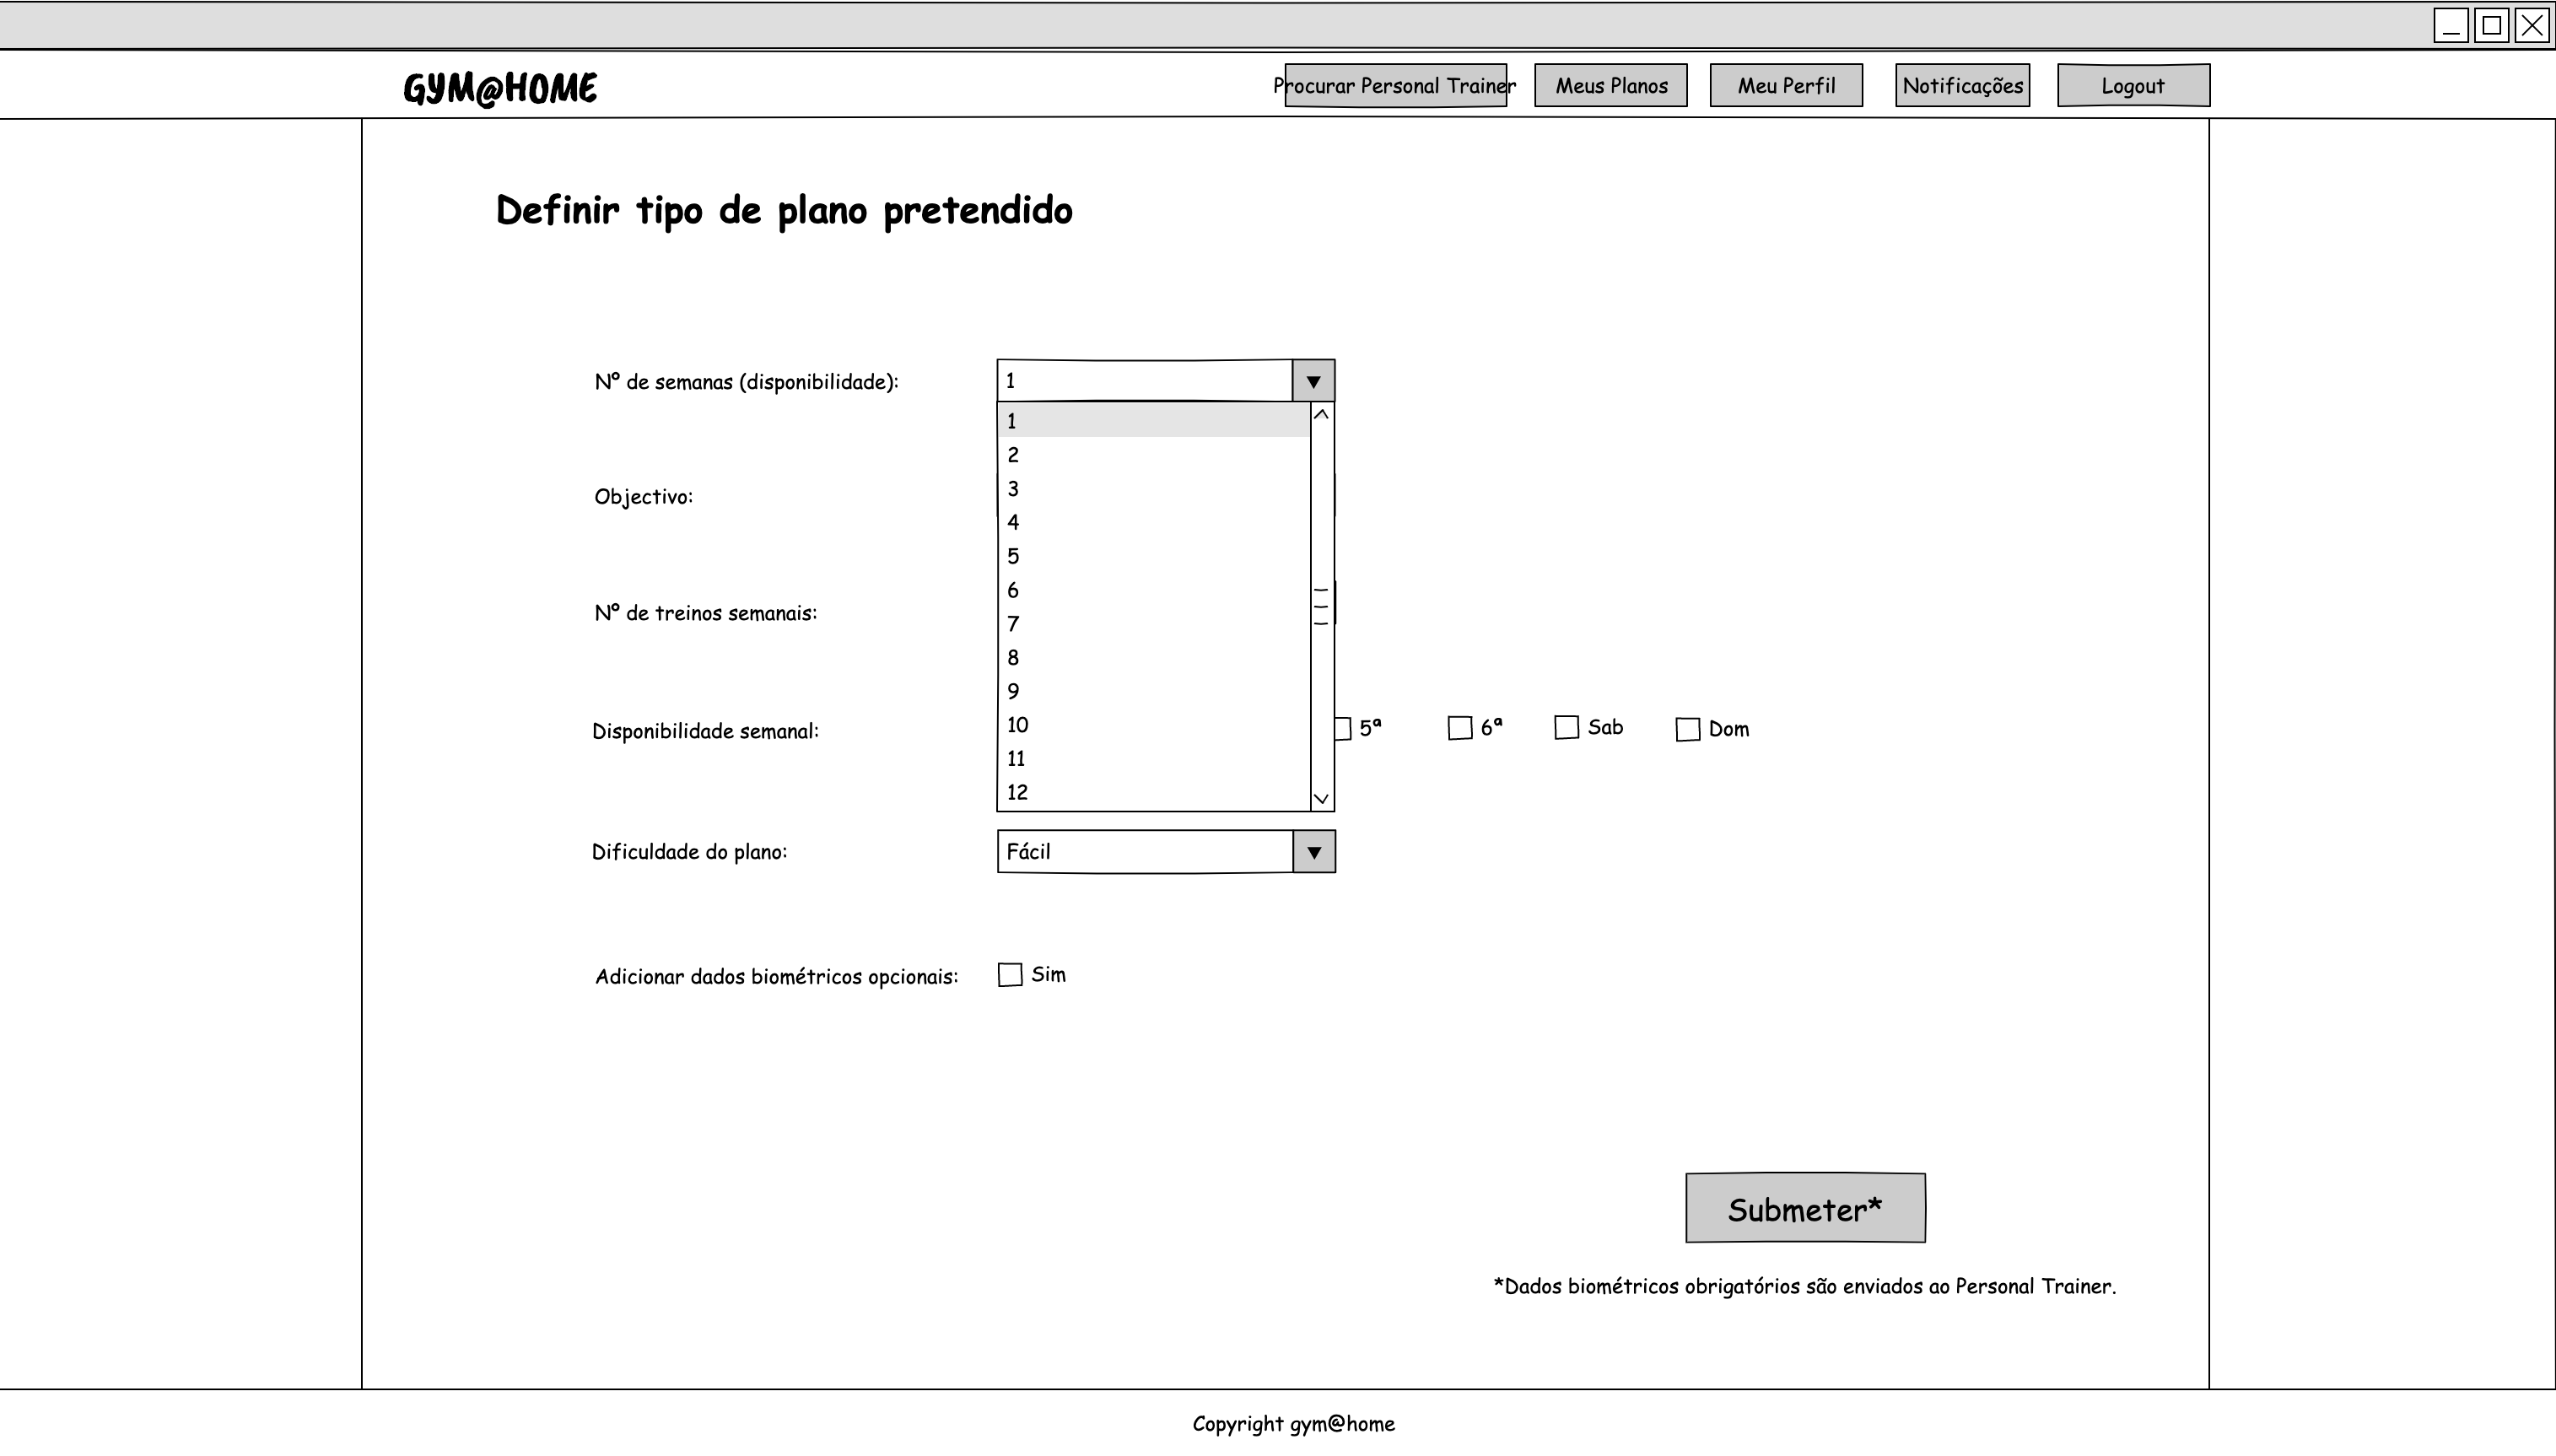 GYM@HOME
Procurar Personal Trainer
Meus Planos
Meu Perfil
Notificações
Logout
Definir tipo de plano pretendido
Nº de semanas (disponibilidade):
1
1
2
3
4
5
6
7
8
9
10
11
12
Objectivo:
Nº de treinos semanais:
Disponibilidade semanal:
5ª
6ª
Sab
Dom
Dificuldade do plano:
Fácil
Adicionar dados biométricos opcionais:
Sim
Submeter*
*Dados biométricos obrigatórios são enviados ao Personal Trainer.
Copyright gym@home